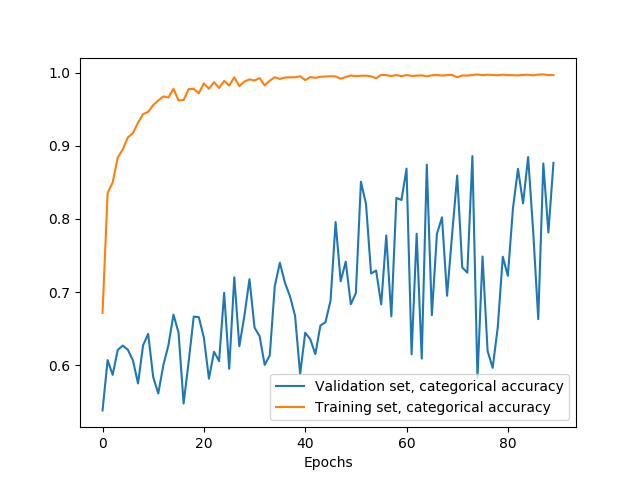 1.0
0.9
0.8
0.7
0.6
Validation set, categorical accuracy
Training set, categorical accuracy
0 20 40 60 80
Epochs